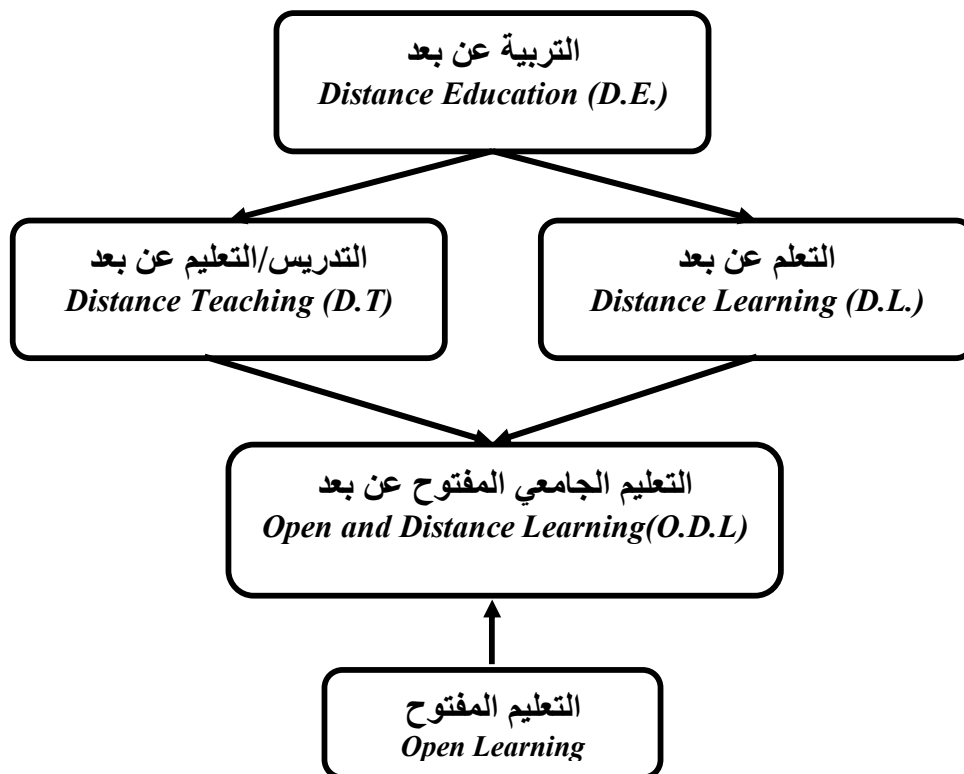 التربية عن بعد
Distance Education (D.E.)
التدريس/التعليم عن بعد
Distance Teaching (D.T)
التعلم عن بعد
Distance Learning (D.L.)
التعليم الجامعي المفتوح عن بعد
Open and Distance Learning(O.D.L)
التعليم المفتوح
Open Learning